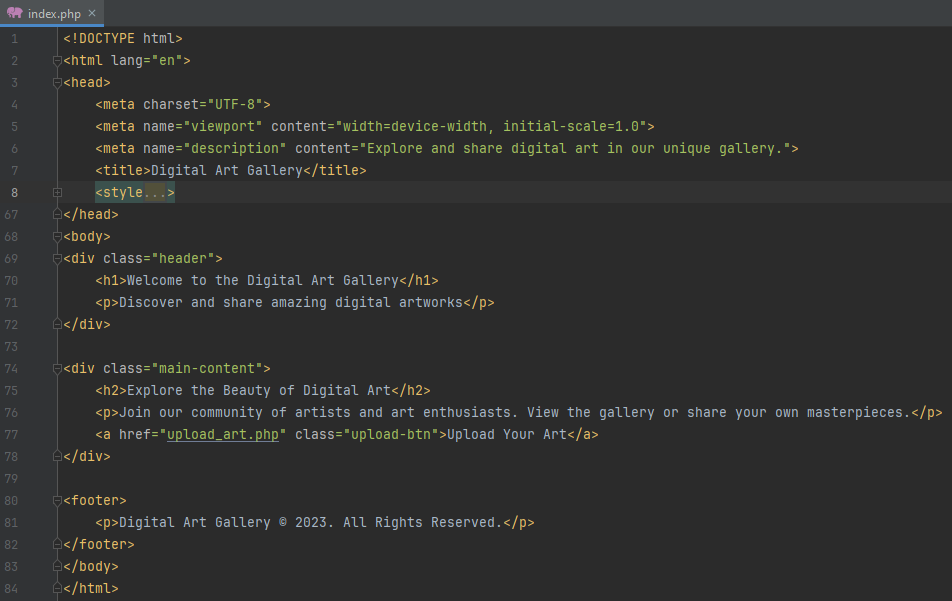 index.php ×
1 <!DOCTYPE html>
2 <html lang="en">
3 <head>
4     <meta charset="UTF-8">
5     <meta name="viewport" content="width=device-width, initial-scale=1.0">
6     <meta name="description" content="Explore and share digital art in our unique gallery.">
7     <title>Digital Art Gallery</title>
8     <style...>
67 </head>
68 <body>
69 <div class="header">
70     <h1>Welcome to the Digital Art Gallery</h1>
71     <p>Discover and share amazing digital artworks</p>
72 </div>
73
74 <div class="main-content">
75     <h2>Explore the Beauty of Digital Art</h2>
76     <p>Join our community of artists and art enthusiasts. View the gallery or share your own masterpieces.</p>
77     <a href="upload_art.php" class="upload-btn">Upload Your Art</a>
78 </div>
79
80 <footer>
81     <p>Digital Art Gallery © 2023. All Rights Reserved.</p>
82 </footer>
83 </body>
84 </html>